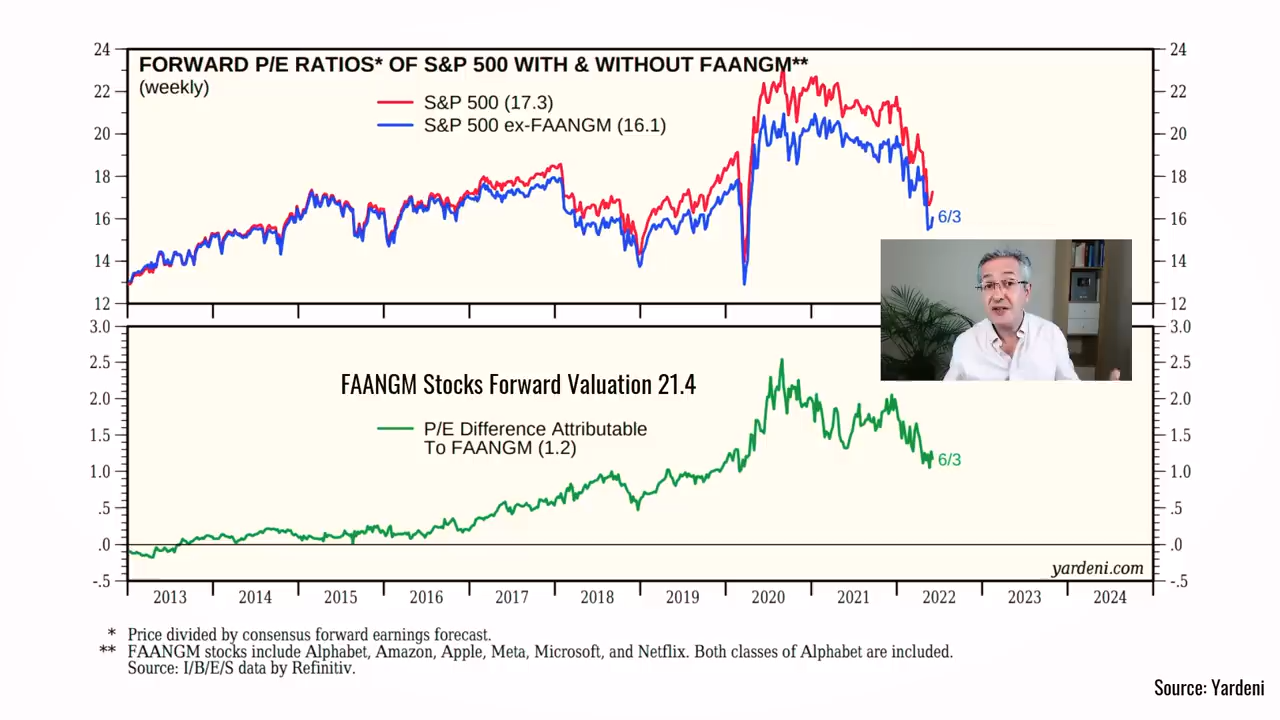 FORWARD P/E RATIOS* OF S&P 500 WITH & WITHOUT FAANGM**
(weekly)
S&P 500 (17.3)
S&P 500 ex-FAANGM (16.1)
24
22
20
18
16
14
12
24
22
20
18
16
14
12
6/3
3.0
2.5
2.0
1.5
1.0
.5
.0
-.5
3.0
2.5
2.0
1.5
1.0
.5
.0
-.5
FAANGM Stocks Forward Valuation 21.4
P/E Difference Attributable
To FAANGM (1.2)
6/3
yardeni.com
2013 2014 2015 2016 2017 2018 2019 2020 2021 2022 2023 2024
* Price divided by consensus forward earnings forecast.
** FAANGM stocks include Alphabet, Amazon, Apple, Meta, Microsoft, and Netflix. Both classes of Alphabet are included.
Source: I/B/E/S data by Refinitiv.
Source: Yardeni